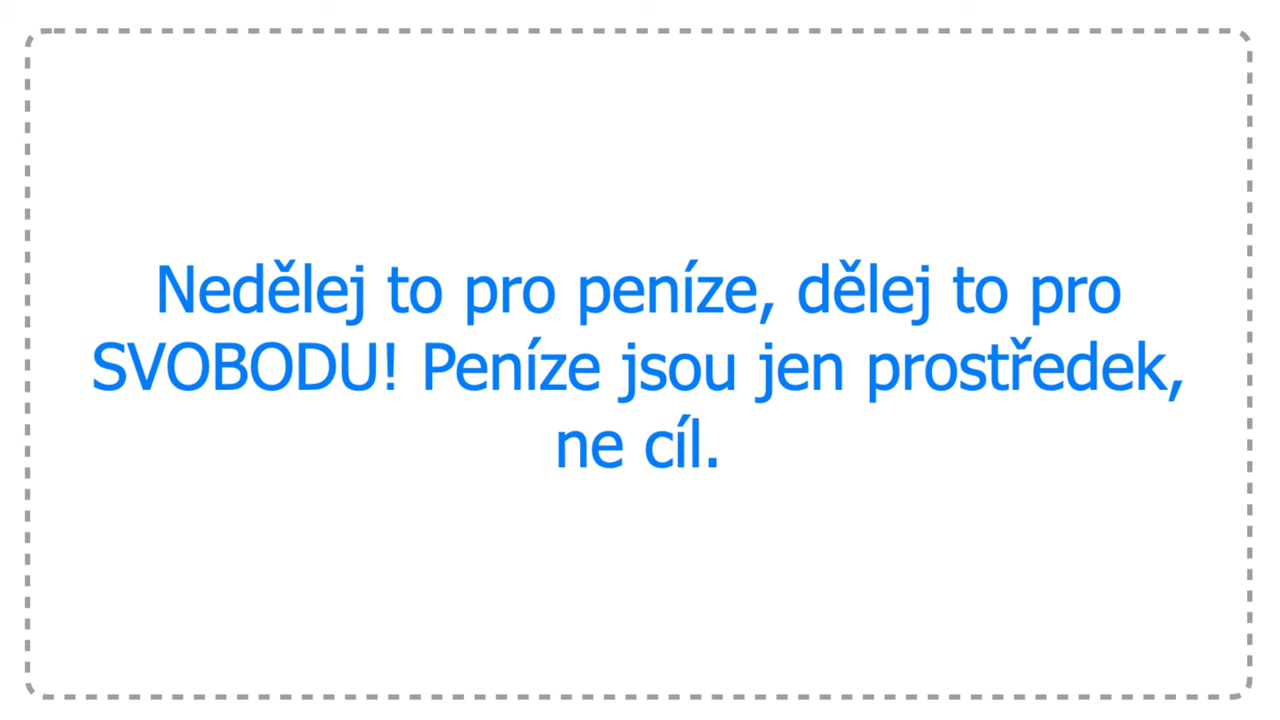 Nedělej to pro peníze, dělej to pro
SVOBODU! Peníze jsou jen prostředek,
ne cíl.